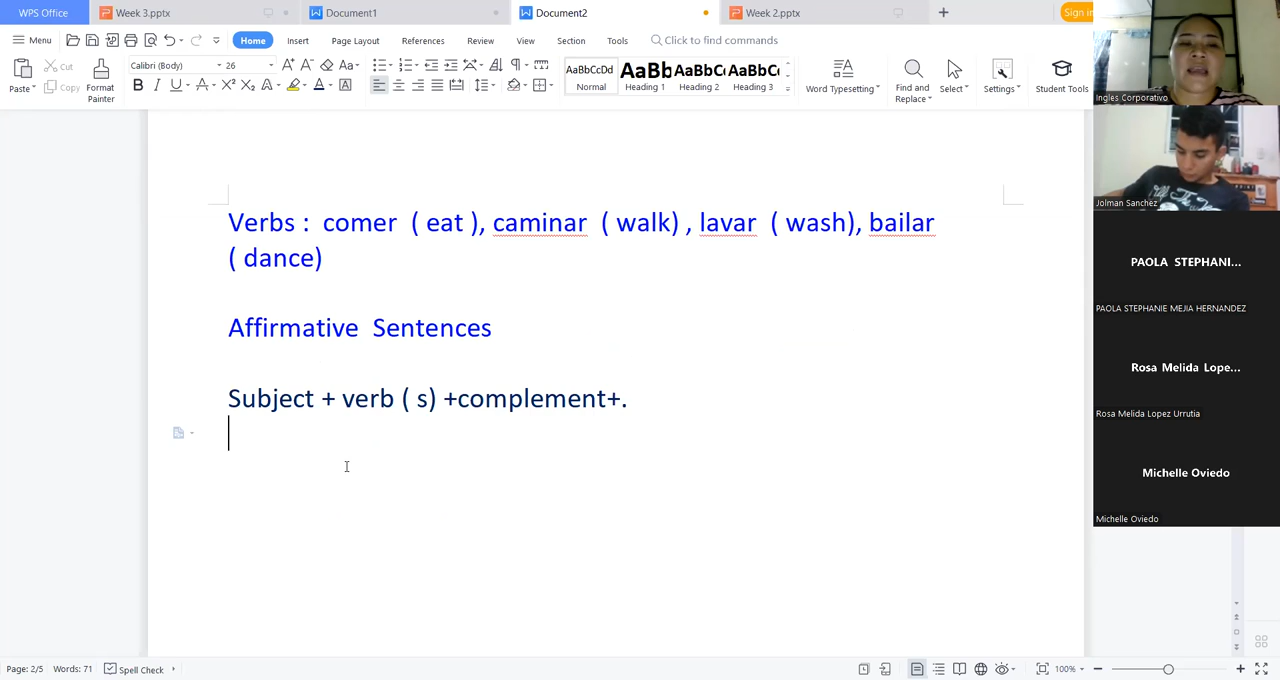 WPS Office Week 3.pptx Document1 Document2 Week 2.pptx Sign in
Menu Home Insert Page Layout References Review View Section Tools Click to find commands
Paste Cut Copy Format Painter Calibri (Body) 26 AaBbCcDd Normal AaBb Heading 1 AaBbCc Heading 2 AaBbCc Heading 3 Word Typesetting Find and Replace Select Settings Student Tools
Ingles Corporativo
Jolman Sanchez
Verbs : comer ( eat ), caminar ( walk) , lavar ( wash), bailar
( dance)
Affirmative Sentences
Subject + verb ( s) +complement+.
PAOLA STEPHANI...
PAOLA STEPHANIE MEJIA HERNANDEZ
Rosa Melida Lope...
Rosa Melida Lopez Urrutia
Michelle Oviedo
Michelle Oviedo
Page: 2/5 Words: 71 Spell Check 100%